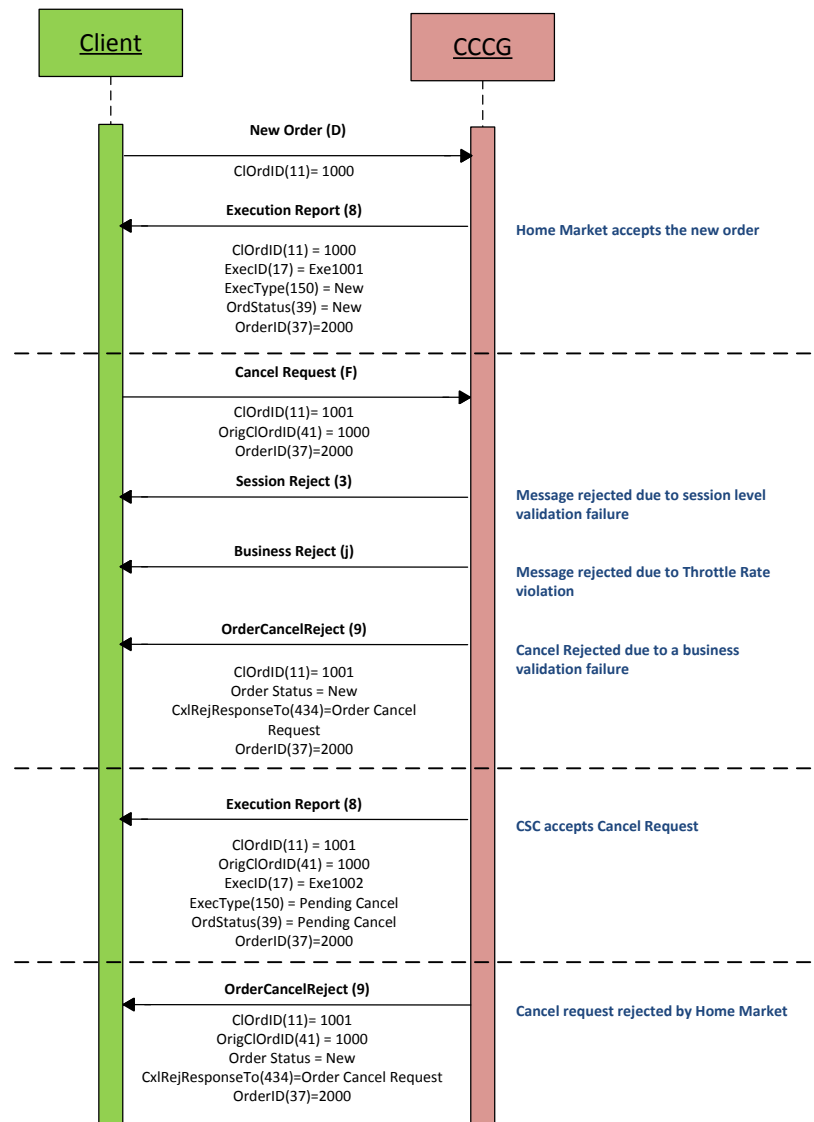 Client
CCCG
New Order (D)
ClOrdID(11)= 1000
Execution Report (8)
Home Market accepts the new order
ClOrdID(11) = 1000
ExecID(17) = Exe1001
ExecType(150) = New
OrdStatus(39) = New
OrderID(37)=2000
Cancel Request (F)
ClOrdID(11)= 1001
OrigClOrdID(41) = 1000
OrderID(37)=2000
Session Reject (3)
Message rejected due to session level
validation failure
Business Reject (j)
Message rejected due to Throttle Rate
violation
OrderCancelReject (9)
Cancel Rejected due to a business
validation failure
ClOrdID(11)= 1001
Order Status = New
CxlRejResponseTo(434)=Order Cancel
Request
OrderID(37)=2000
Execution Report (8)
CSC accepts Cancel Request
ClOrdID(11)= 1001
OrigClOrdID(41) = 1000
ExecID(17) = Exe1002
ExecType(150) = Pending Cancel
OrdStatus(39) = Pending Cancel
OrderID(37)=2000
OrderCancelReject (9)
Cancel request rejected by Home Market
ClOrdID(11)= 1001
OrigClOrdID(41) = 1000
Order Status = New
CxlRejResponseTo(434)=Order Cancel Request
OrderID(37)=2000